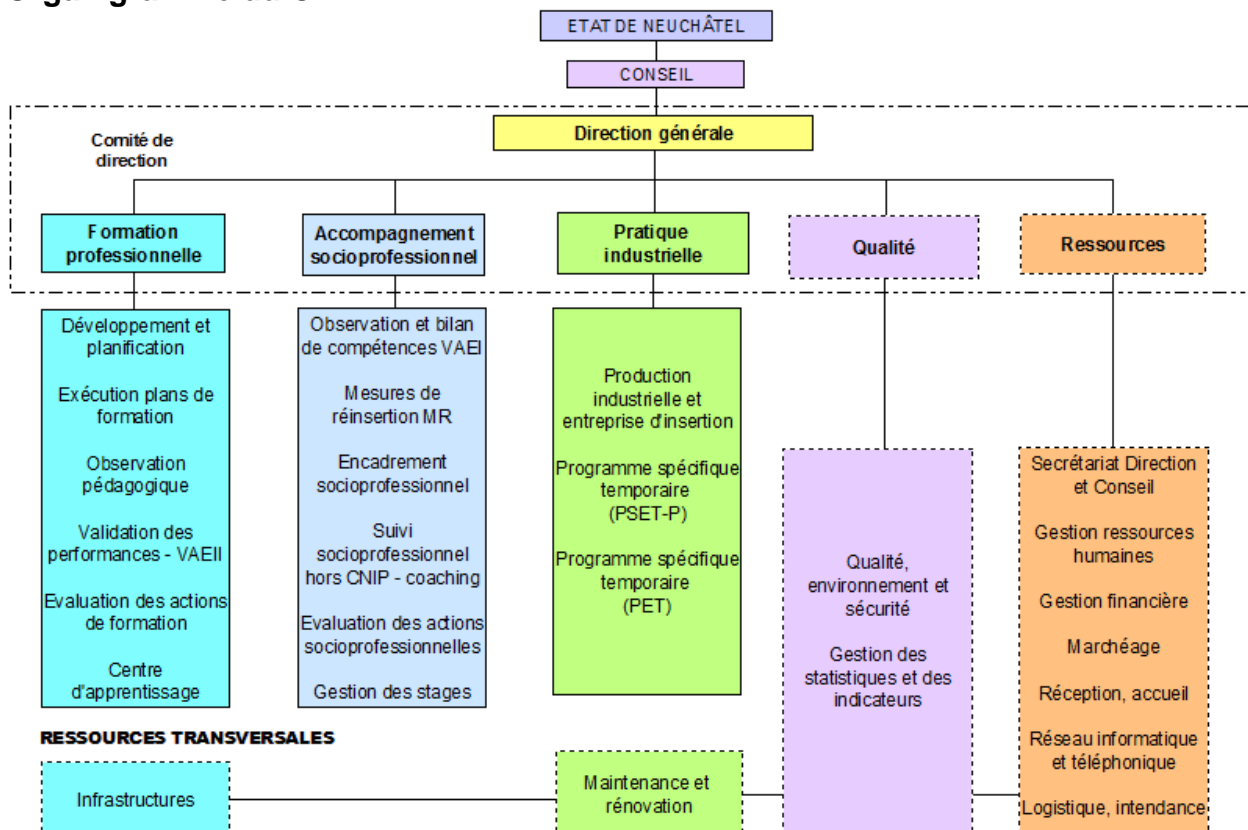 ETAT DE NEUCHÂTEL
CONSEIL
Direction générale
Comité de
direction
Formation
professionnelle
Accompagnement
socioprofessionnel
Pratique
industrielle
Qualité
Ressources
Développement et
planification
Exécution plans de
formation
Observation
pédagogique
Validation des
performances - VAEII
Evaluation des actions
de formation
Centre
d'apprentissage
Observation et bilan
de compétences VAEI
Mesures de
réinsertion MR
Encadrement
socioprofessionnel
Suivi
socioprofessionnel
hors CNIP - coaching
Evaluation des actions
socioprofessionnelles
Gestion des stages
Production
industrielle et
entreprise d'insertion
Programme spécifique
temporaire
(PSET-P)
Programme spécifique
temporaire
(PET)
Qualité,
environnement et
sécurité
Gestion des
statistiques et des
indicateurs
Secrétariat Direction
et Conseil
Gestion ressources
humaines
Gestion financière
Marchéage
Réception, accueil
Réseau informatique
et téléphonique
Logistique, intendance
RESSOURCES TRANSVERSALES
Infrastructures
Maintenance et
rénovation